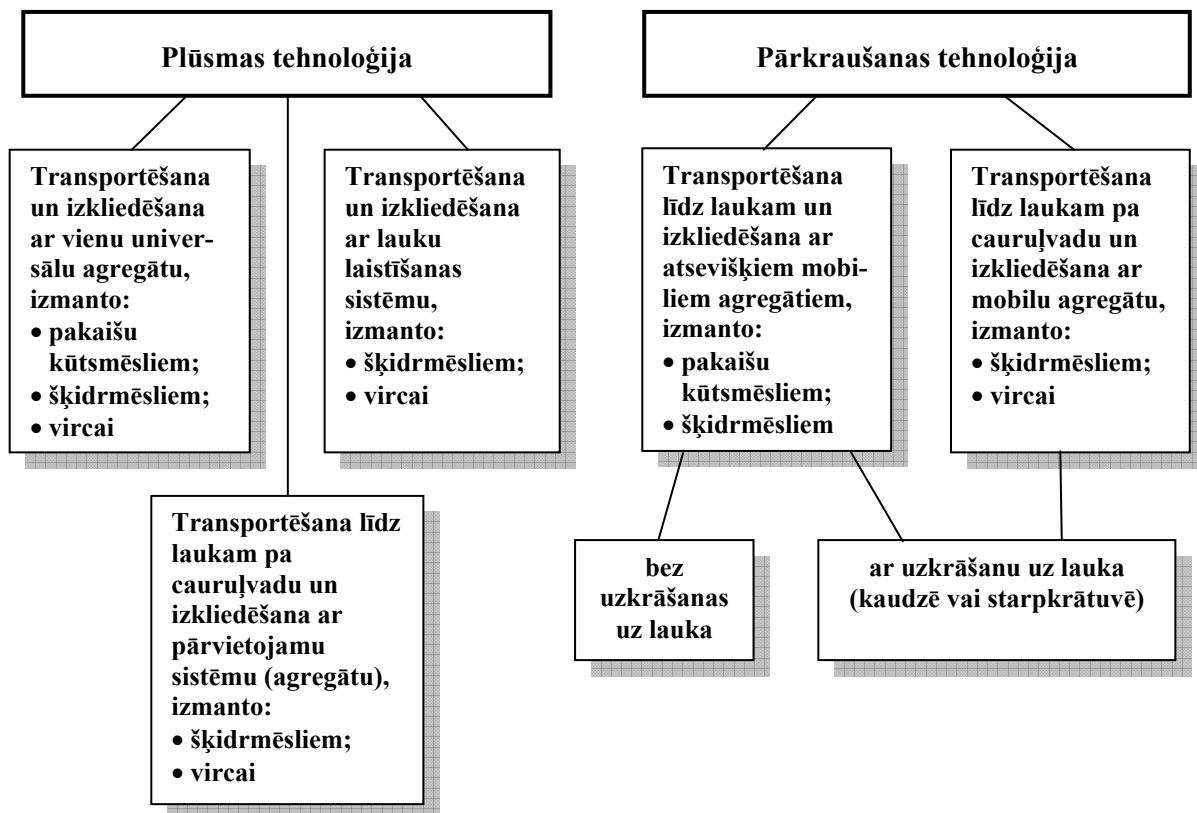 Plūsmas tehnoloģija
Pārkraušanas tehnoloģija
Transportēšana
un izkliedēšana
ar vienu univer-
sālu agregātu,
izmanto:
• pakaišu
kūtsmēsliem;
• šķidrmēsliem;
• vircai
Transportēšana
un izkliedēšana
ar lauku
laistīšanas
sistēmu,
izmanto:
• šķidrmēsliem;
• vircai
Transportēšana
līdz laukam un
izkliedēšana ar
atsevišķiem mobi-
liem agregātiem,
izmanto:
• pakaišu
kūtsmēsliem;
• šķidrmēsliem
Transportēšana
līdz laukam pa
cauruļvadu un
izkliedēšana ar
mobilu agregātu,
izmanto:
• šķidrmēsliem;
• vircai
Transportēšana līdz
laukam pa
cauruļvadu un
izkliedēšana ar
pārvietojamu
sistēmu (agregātu),
izmanto:
• šķidrmēsliem;
• vircai
bez
uzkrāšanas
uz lauka
ar uzkrāšanu uz lauka
(kaudzē vai starpkrātuvē)